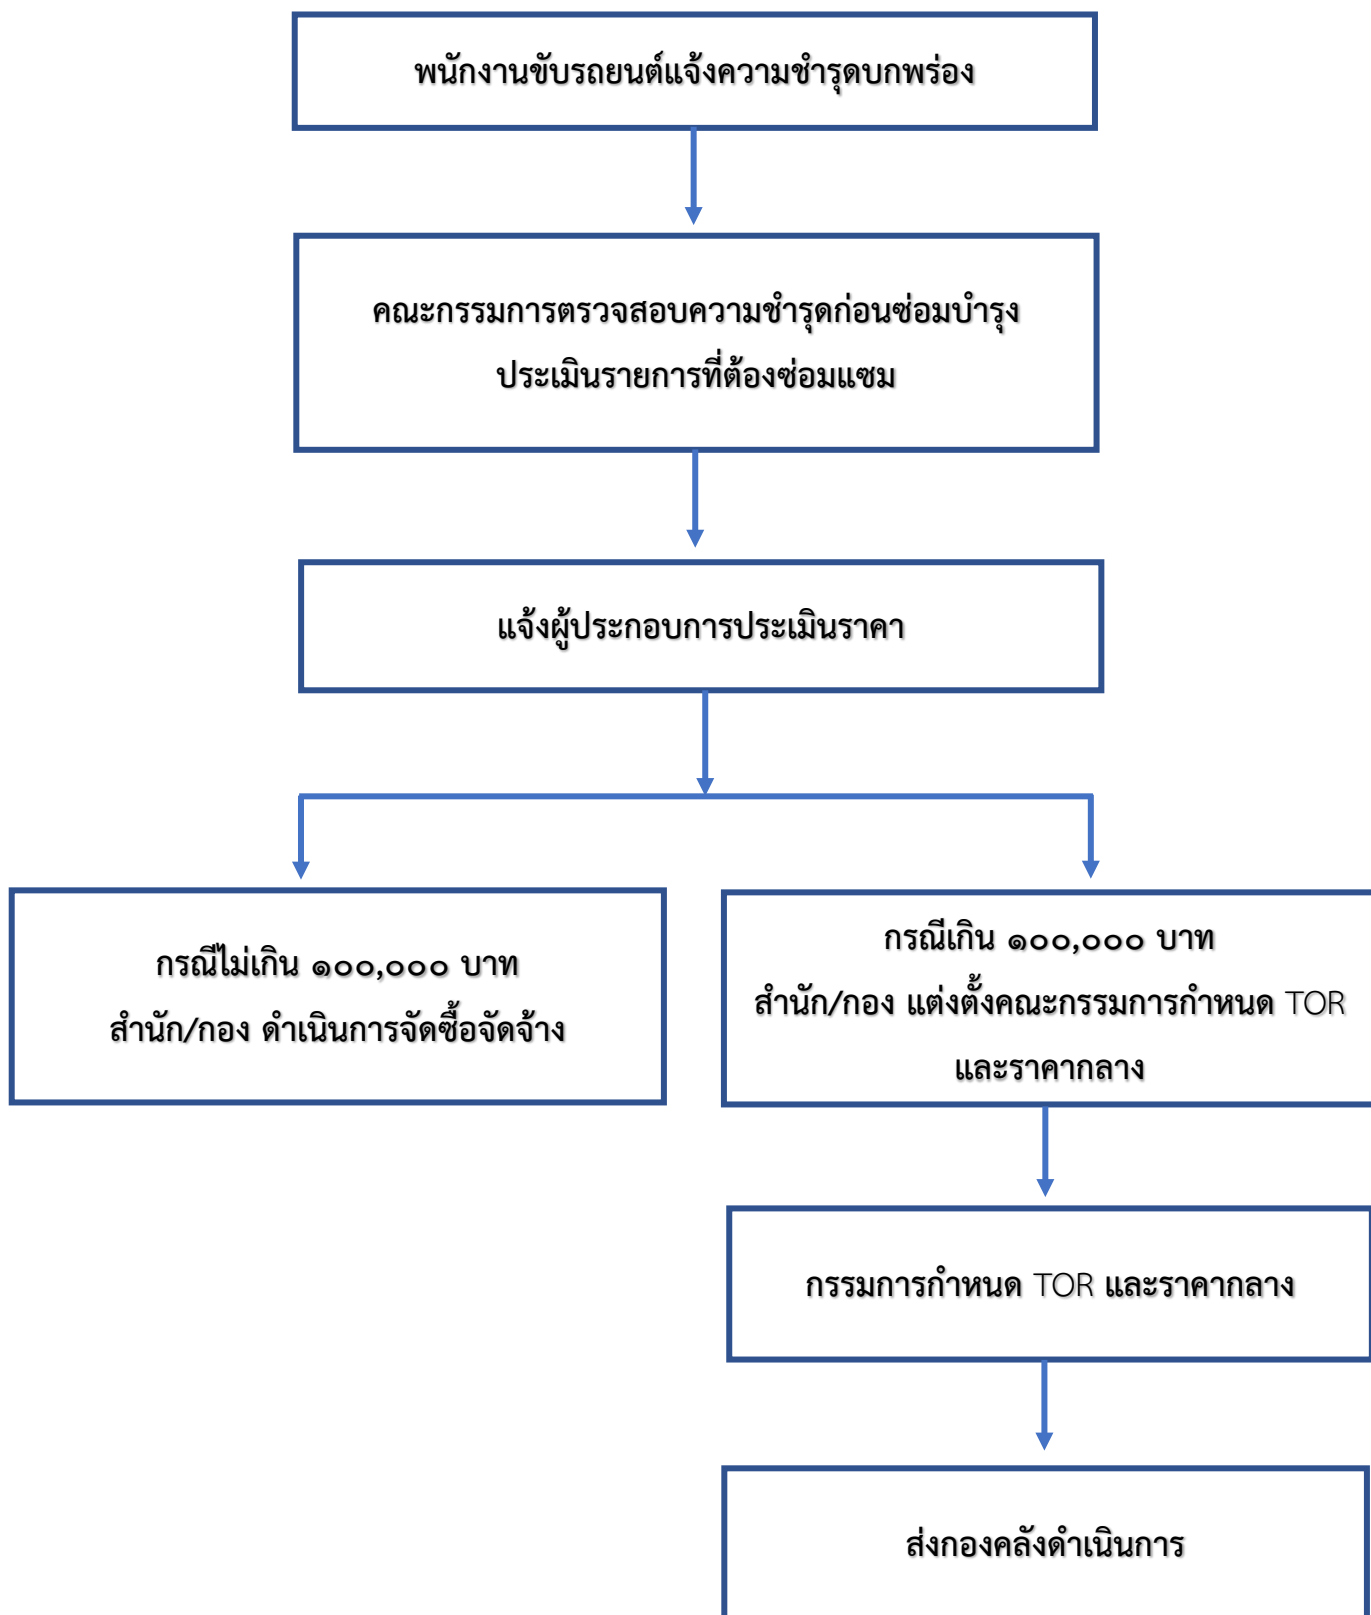 พนักงานขับรถยนต์แจ้งความชำรุดบกพร่อง
คณะกรรมการตรวจสอบความชำรุดก่อนซ่อมบำรุง
ประเมินรายการที่ต้องซ่อมแซม
แจ้งผู้ประกอบการประเมินราคา
กรณีไม่เกิน ๑๐๐,๐๐๐ บาท
สำนัก/กอง ดำเนินการจัดซื้อจัดจ้าง
กรณีเกิน ๑๐๐,๐๐๐ บาท
สำนัก/กอง แต่งตั้งคณะกรรมการกำหนด TOR
และราคากลาง
กรรมการกำหนด TOR และราคากลาง
ส่งกองคลังดำเนินการ